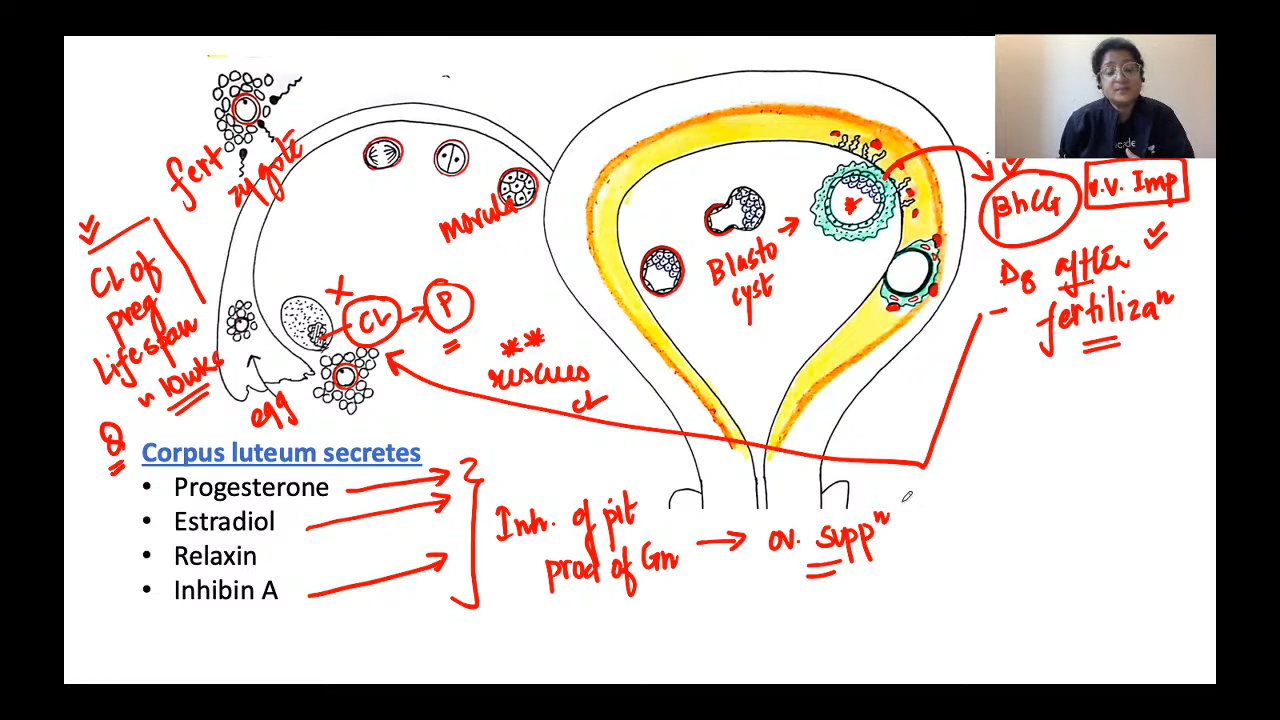 fert
zygote
morula
Blasto
cyst
βhCG
v.v. Imp
D8 after
fertilizaⁿ
CL of
preg
Lifespan
~ 10wks
egg
CL → P
**
rescues
CL
Q
Corpus luteum secretes
• Progesterone
• Estradiol
• Relaxin
• Inhibin A
Inh. of pit
prod of Gn → ov. suppⁿ